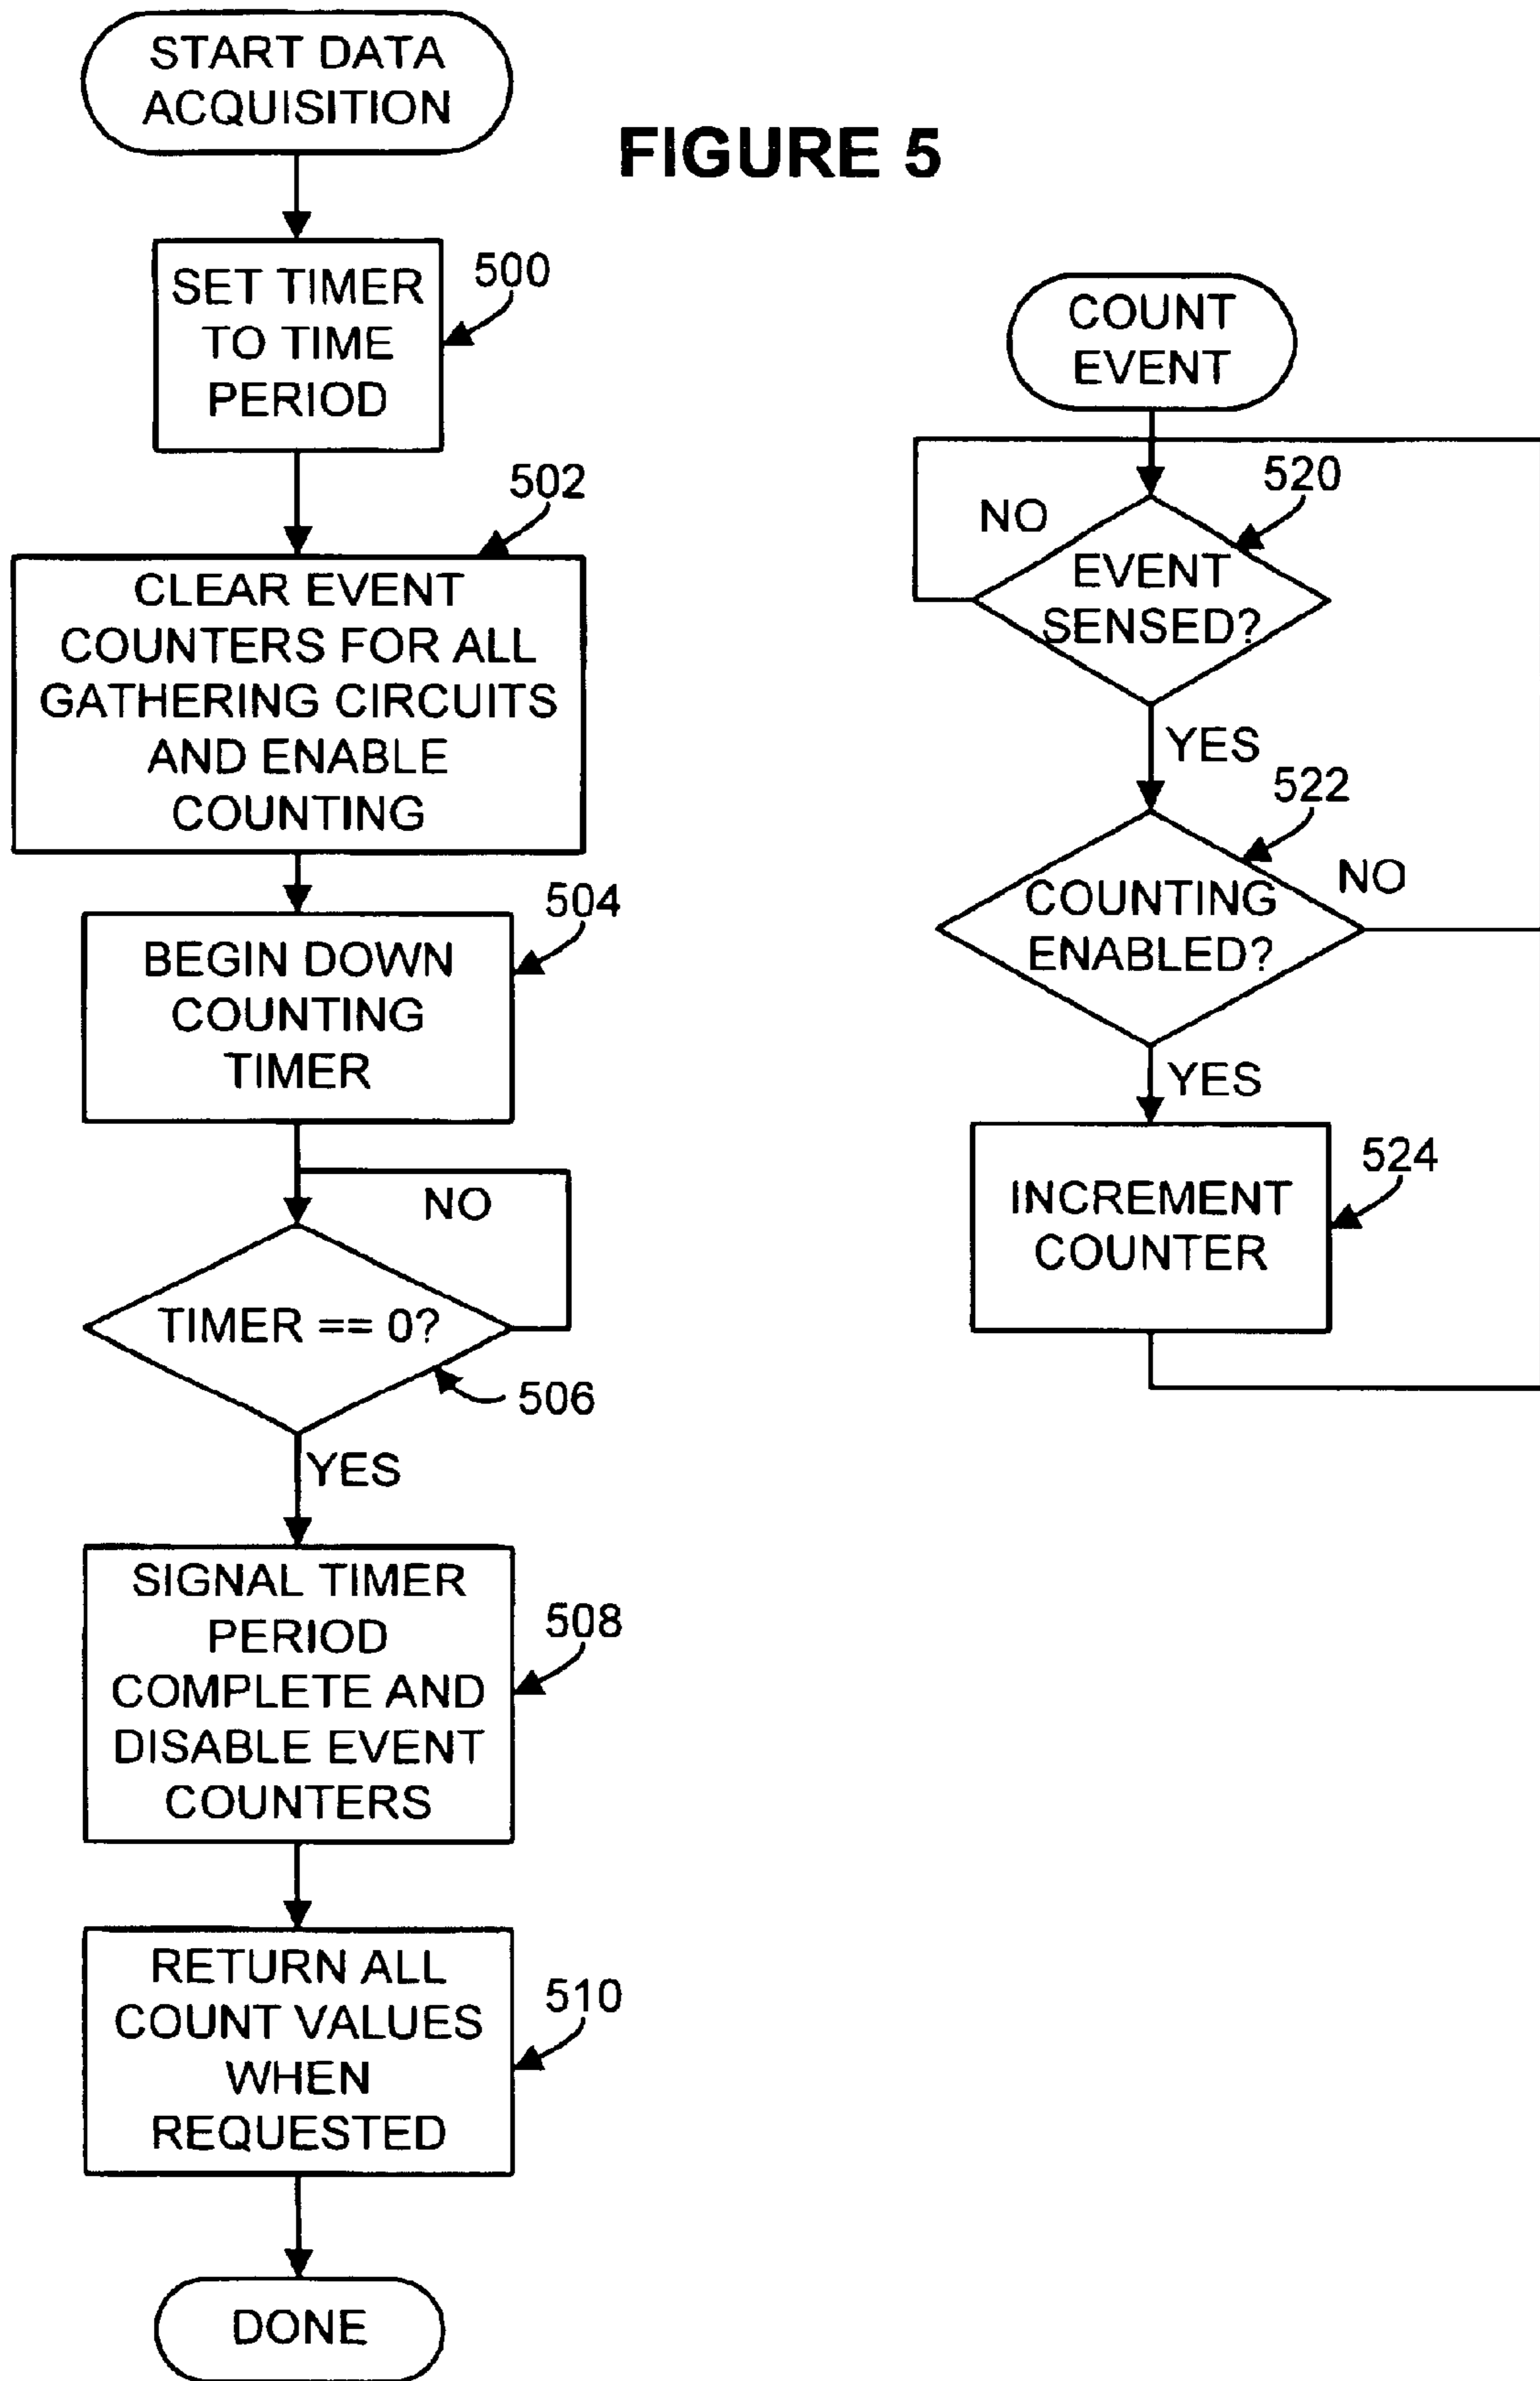 START DATA
ACQUISITION
FIGURE 5
SET TIMER
TO TIME
PERIOD
500
502
CLEAR EVENT
COUNTERS FOR ALL
GATHERING CIRCUITS
AND ENABLE
COUNTING
504
BEGIN DOWN
COUNTING
TIMER
NO
TIMER == 0?
506
YES
SIGNAL TIMER
PERIOD
COMPLETE AND
DISABLE EVENT
COUNTERS
508
RETURN ALL
COUNT VALUES
WHEN
REQUESTED
510
DONE
COUNT
EVENT
520
NO
EVENT
SENSED?
YES
522
COUNTING
ENABLED?
NO
YES
524
INCREMENT
COUNTER